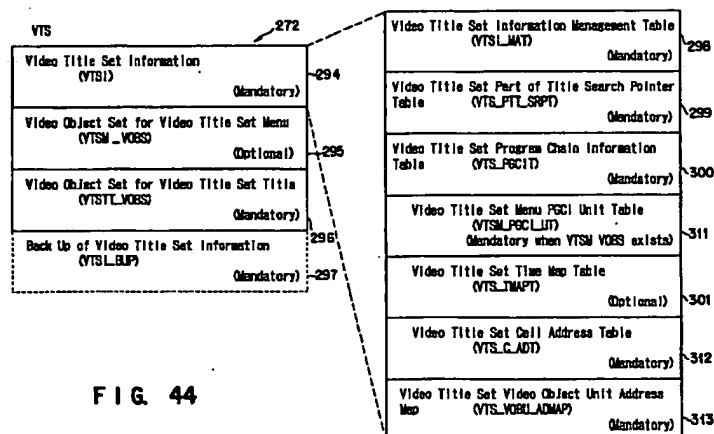 VTS
272
Video Title Set Information
(VTSI)
(Mandatory)
294
Video Object Set for Video Title Set Menu
(VTSM_VOBS)
(Optional)
295
Video Object Set for Video Title Set Title
(VTSTT_VOBS)
(Mandatory)
296
Back Up of Video Title Set Information
(VTSI_BUP)
(Mandatory)
297
Video Title Set Information Management Table
(VTSI_MAT)
(Mandatory)
298
Video Title Set Part of Title Search Pointer
Table (VTS_PTT_SRPT)
(Mandatory)
299
Video Title Set Program Chain Information
Table (VTS_PGCIT)
(Mandatory)
300
Video Title Set Menu PGCI Unit Table
(VTSM_PGCI_UT)
(Mandatory when VTSM VOBS exists)
311
Video Title Set Time Map Table
(VTS_TMAPT)
(Optional)
301
Video Title Set Cell Address Table
(VTS_C_ADT)
(Mandatory)
312
Video Title Set Video Object Unit Address
Map (VTS_VOBU_ADMAP)
(Mandatory)
313
FIG. 44